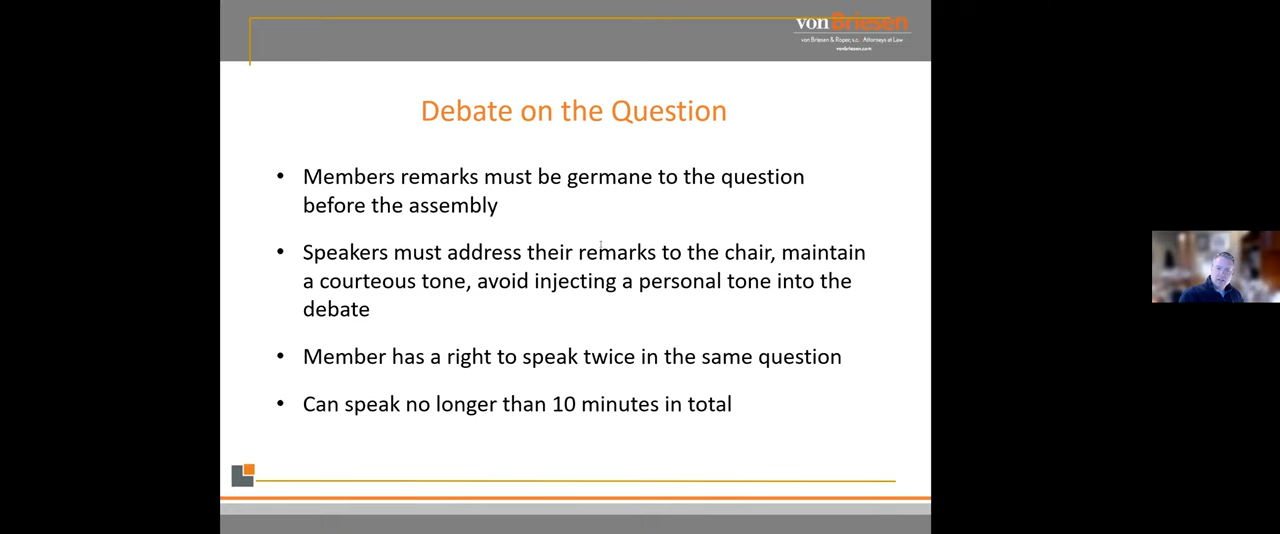 von Briesen
von Briesen & Roper, s.c. Attorneys at Law
vonbriesen.com
Debate on the Question
• Members remarks must be germane to the question
before the assembly
• Speakers must address their remarks to the chair, maintain
a courteous tone, avoid injecting a personal tone into the
debate
• Member has a right to speak twice in the same question
• Can speak no longer than 10 minutes in total